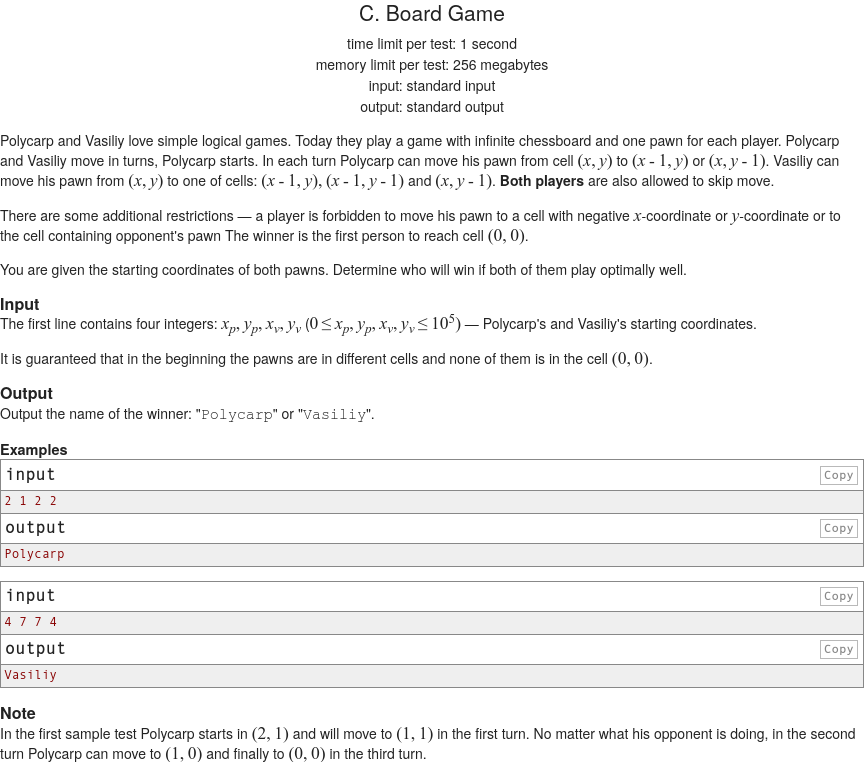 C. Board Game
time limit per test: 1 second
memory limit per test: 256 megabytes
input: standard input
output: standard output
Polycarp and Vasiliy love simple logical games. Today they play a game with infinite chessboard and one pawn for each player. Polycarp
and Vasiliy move in turns, Polycarp starts. In each turn Polycarp can move his pawn from cell (x, y) to (x - 1, y) or (x, y - 1). Vasiliy can
move his pawn from (x, y) to one of cells: (x - 1, y), (x - 1, y - 1) and (x, y - 1). Both players are also allowed to skip move.
There are some additional restrictions — a player is forbidden to move his pawn to a cell with negative x-coordinate or y-coordinate or to
the cell containing opponent's pawn The winner is the first person to reach cell (0, 0).
You are given the starting coordinates of both pawns. Determine who will win if both of them play optimally well.
Input
The first line contains four integers: xₚ, yₚ, xᵥ, yᵥ (0 ≤ xₚ, yₚ, xᵥ, yᵥ ≤ 10⁵) — Polycarp's and Vasiliy's starting coordinates.
It is guaranteed that in the beginning the pawns are in different cells and none of them is in the cell (0, 0).
Output
Output the name of the winner: "Polycarp" or "Vasiliy".
Examples
input
Copy
2 1 2 2
output
Copy
Polycarp
input
Copy
4 7 7 4
output
Copy
Vasiliy
Note
In the first sample test Polycarp starts in (2, 1) and will move to (1, 1) in the first turn. No matter what his opponent is doing, in the second
turn Polycarp can move to (1, 0) and finally to (0, 0) in the third turn.